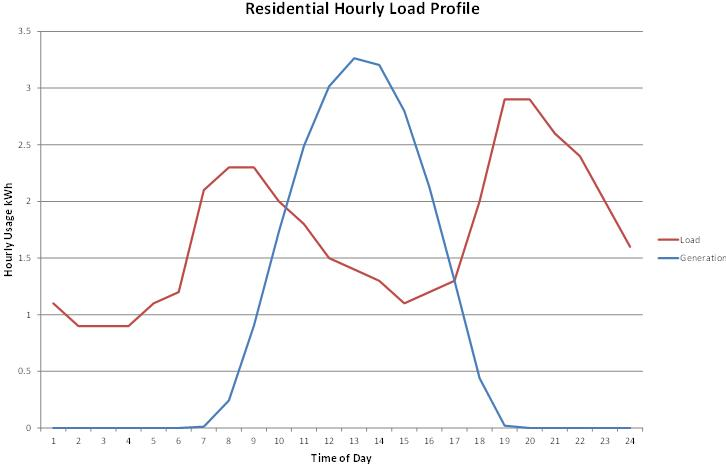 Residential Hourly Load Profile
3.5
3
2.5
2
1.5
1
0.5
0
Hourly Usage kWh
1 2 3 4 5 6 7 8 9 10 11 12 13 14 15 16 17 18 19 20 21 22 23 24
Time of Day
Load
Generation